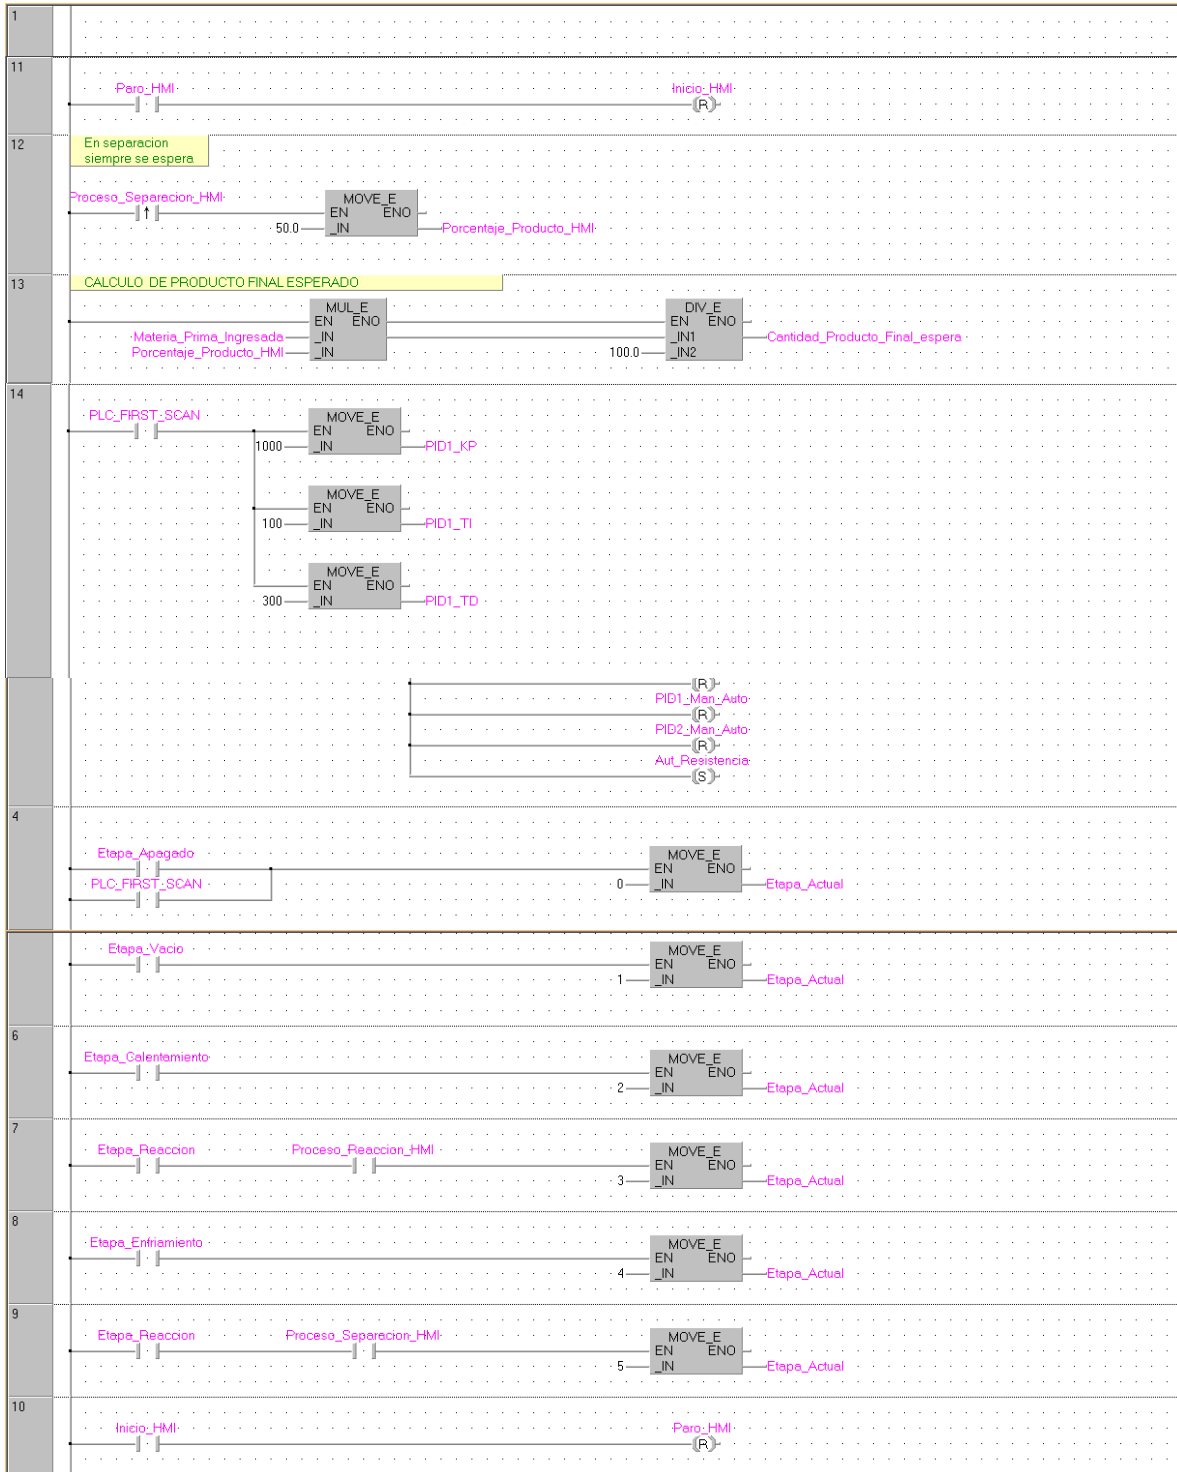 1
11
Paro_HMI
Inicio_HMI
(R)
12
En separacion
siempre se espera
Proceso_Separacion_HMI
MOVE_E
EN ENO
50.0 _IN Porcentaje_Producto_HMI
13
CALCULO DE PRODUCTO FINAL ESPERADO
MUL_E DIV_E
EN ENO EN ENO
Materia_Prima_Ingresada _IN _IN1 Cantidad_Producto_Final_espera
Porcentaje_Producto_HMI _IN 100.0 _IN2
14
PLC_FIRST_SCAN
MOVE_E
EN ENO
1000 _IN PID1_KP
MOVE_E
EN ENO
100 _IN PID1_TI
MOVE_E
EN ENO
300 _IN PID1_TD
(R)
PID1_Man_Auto
(R)
PID2_Man_Auto
(R)
Aut_Resistencia
(S)
4
Etapa_Apagado
MOVE_E
EN ENO
PLC_FIRST_SCAN
0 _IN Etapa_Actual
Etapa_Vacio
MOVE_E
EN ENO
1 _IN Etapa_Actual
6
Etapa_Calentamiento
MOVE_E
EN ENO
2 _IN Etapa_Actual
7
Etapa_Reaccion Proceso_Reaccion_HMI
MOVE_E
EN ENO
3 _IN Etapa_Actual
8
Etapa_Enfriamiento
MOVE_E
EN ENO
4 _IN Etapa_Actual
9
Etapa_Reaccion Proceso_Separacion_HMI
MOVE_E
EN ENO
5 _IN Etapa_Actual
10
Inicio_HMI
Paro_HMI
(R)